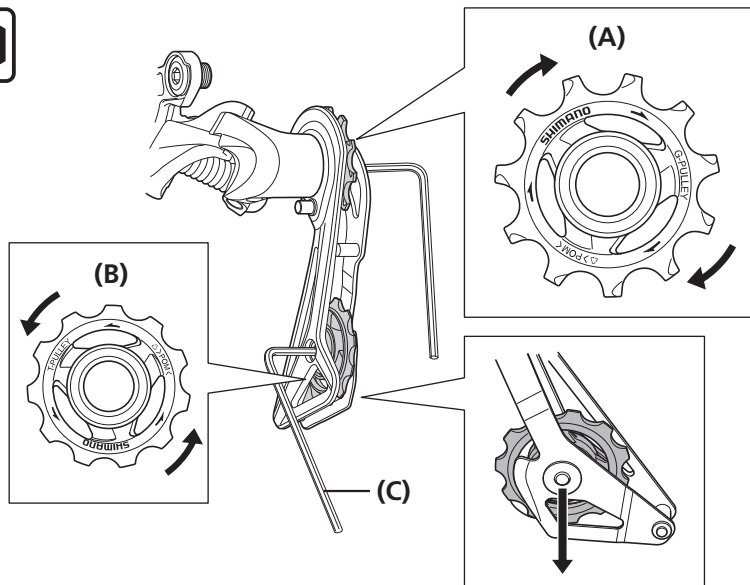 (A)
SHIMANO
G-PULLEY
△>POM<
(B)
T-PULLEY
△>POM<
SHIMANO
(C)